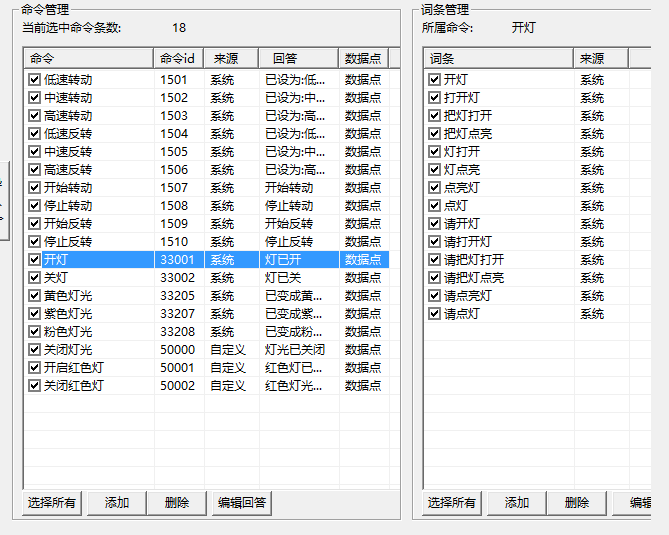 命令管理
当前选中命令条数: 18
命令 命令id 来源 回答 数据点
低速转动 1501 系统 已设为:低... 数据点
中速转动 1502 系统 已设为:中... 数据点
高速转动 1503 系统 已设为:高... 数据点
低速反转 1504 系统 已设为:低... 数据点
中速反转 1505 系统 已设为:中... 数据点
高速反转 1506 系统 已设为:高... 数据点
开始转动 1507 系统 开始转动 数据点
停止转动 1508 系统 停止转动 数据点
开始反转 1509 系统 开始反转 数据点
停止反转 1510 系统 停止反转 数据点
开灯 33001 系统 灯已开 数据点
关灯 33002 系统 灯已关 数据点
黄色灯光 33205 系统 已变成黄... 数据点
紫色灯光 33207 系统 已变成紫... 数据点
粉色灯光 33208 系统 已变成粉... 数据点
关闭灯光 50000 自定义 灯光已关闭 数据点
开启红色灯 50001 自定义 红色灯已... 数据点
关闭红色灯 50002 自定义 红色灯光... 数据点
选择所有 添加 删除 编辑回答
词条管理
所属命令: 开灯
词条 来源
开灯 系统
打开灯 系统
把灯打开 系统
把灯点亮 系统
灯打开 系统
灯点亮 系统
点亮灯 系统
点灯 系统
请开灯 系统
请打开灯 系统
请把灯打开 系统
请把灯点亮 系统
请点亮灯 系统
请点灯 系统
选择所有 添加 删除